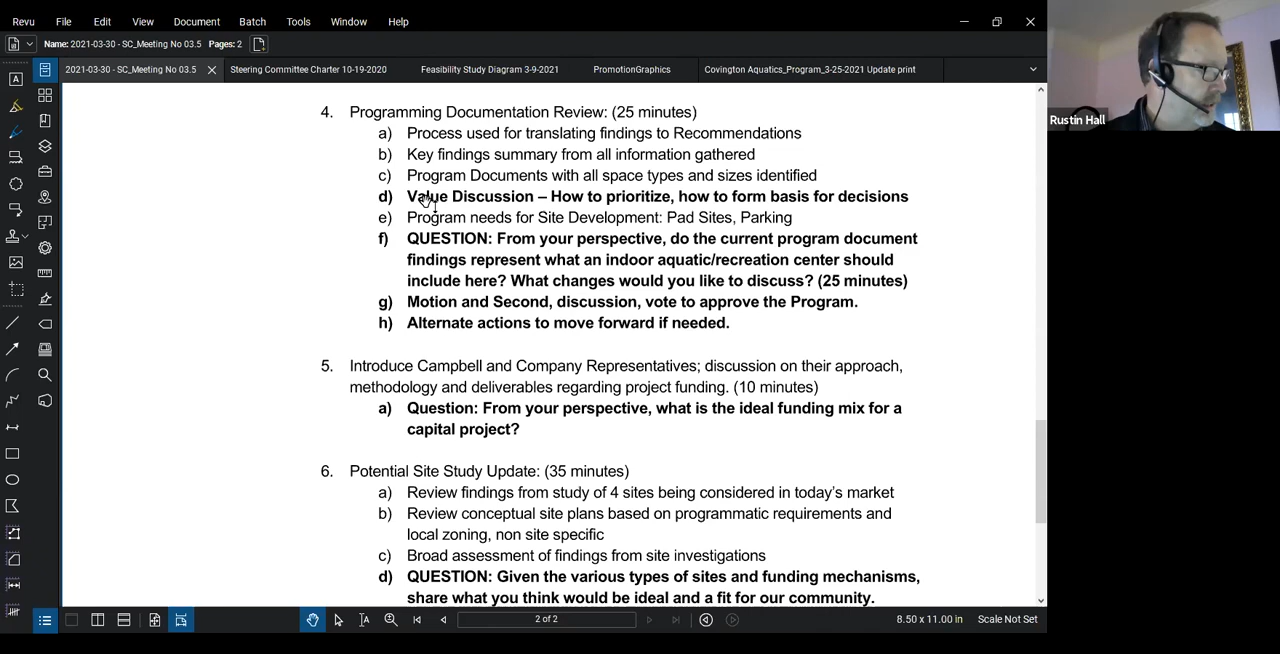 Revu File Edit View Document Batch Tools Window Help
Name: 2021-03-30 - SC_Meeting No 03.5 Pages: 2
2021-03-30 - SC_Meeting No 03.5 Steering Committee Charter 10-19-2020 Feasibility Study Diagram 3-9-2021 PromotionGraphics Covington Aquatics_Program_3-25-2021 Update print
Rustin Hall
4. Programming Documentation Review: (25 minutes)
a) Process used for translating findings to Recommendations
b) Key findings summary from all information gathered
c) Program Documents with all space types and sizes identified
d) Value Discussion – How to prioritize, how to form basis for decisions
e) Program needs for Site Development: Pad Sites, Parking
f) QUESTION: From your perspective, do the current program document
findings represent what an indoor aquatic/recreation center should
include here? What changes would you like to discuss? (25 minutes)
g) Motion and Second, discussion, vote to approve the Program.
h) Alternate actions to move forward if needed.
5. Introduce Campbell and Company Representatives; discussion on their approach,
methodology and deliverables regarding project funding. (10 minutes)
a) Question: From your perspective, what is the ideal funding mix for a
capital project?
6. Potential Site Study Update: (35 minutes)
a) Review findings from study of 4 sites being considered in today's market
b) Review conceptual site plans based on programmatic requirements and
local zoning, non site specific
c) Broad assessment of findings from site investigations
d) QUESTION: Given the various types of sites and funding mechanisms,
share what you think would be ideal and a fit for our community.
2 of 2 8.50 x 11.00 in Scale Not Set